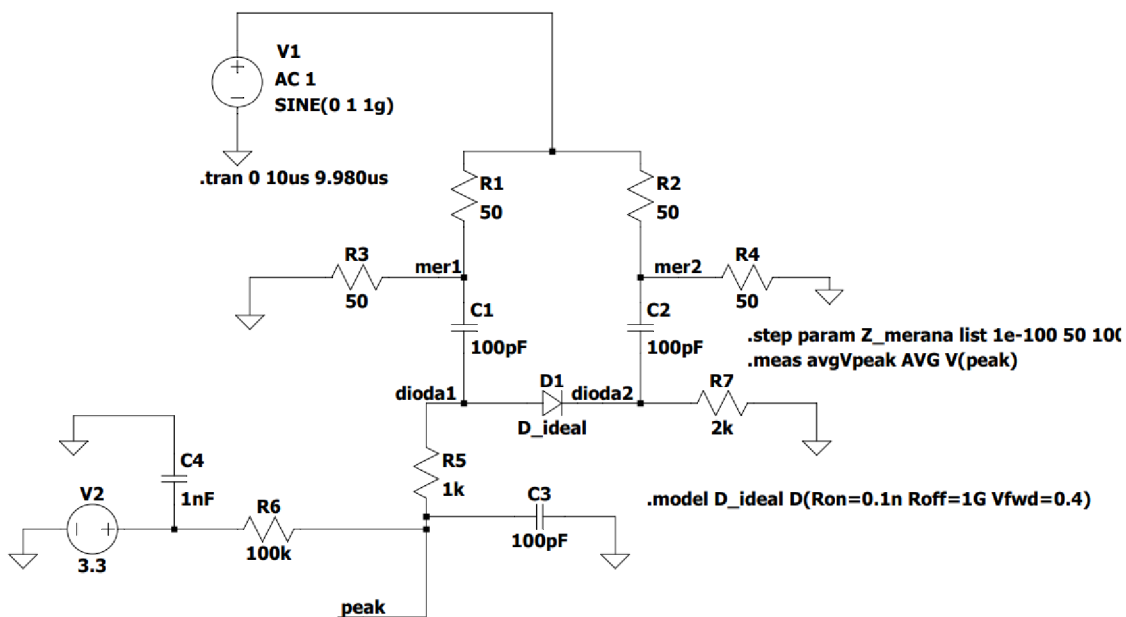 V1
AC 1
SINE(0 1 1g)
.tran 0 10us 9.980us
R1
50
R2
50
R3
50
mer1
mer2
R4
50
C1
100pF
C2
100pF
.step param Z_merana list 1e-100 50 100
.meas avgVpeak AVG V(peak)
dioda1
D1
D_ideal
dioda2
R7
2k
C4
1nF
R5
1k
V2
3.3
R6
100k
C3
100pF
.model D_ideal D(Ron=0.1n Roff=1G Vfwd=0.4)
peak